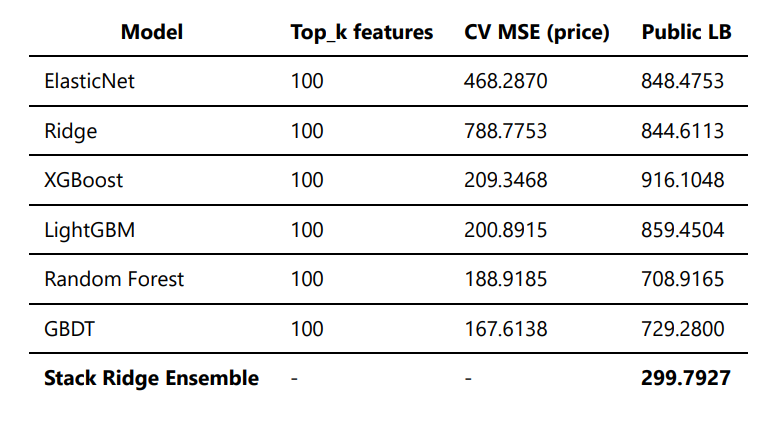 Model Top_k features CV MSE (price) Public LB
ElasticNet 100 468.2870 848.4753
Ridge 100 788.7753 844.6113
XGBoost 100 209.3468 916.1048
LightGBM 100 200.8915 859.4504
Random Forest 100 188.9185 708.9165
GBDT 100 167.6138 729.2800
Stack Ridge Ensemble - - 299.7927